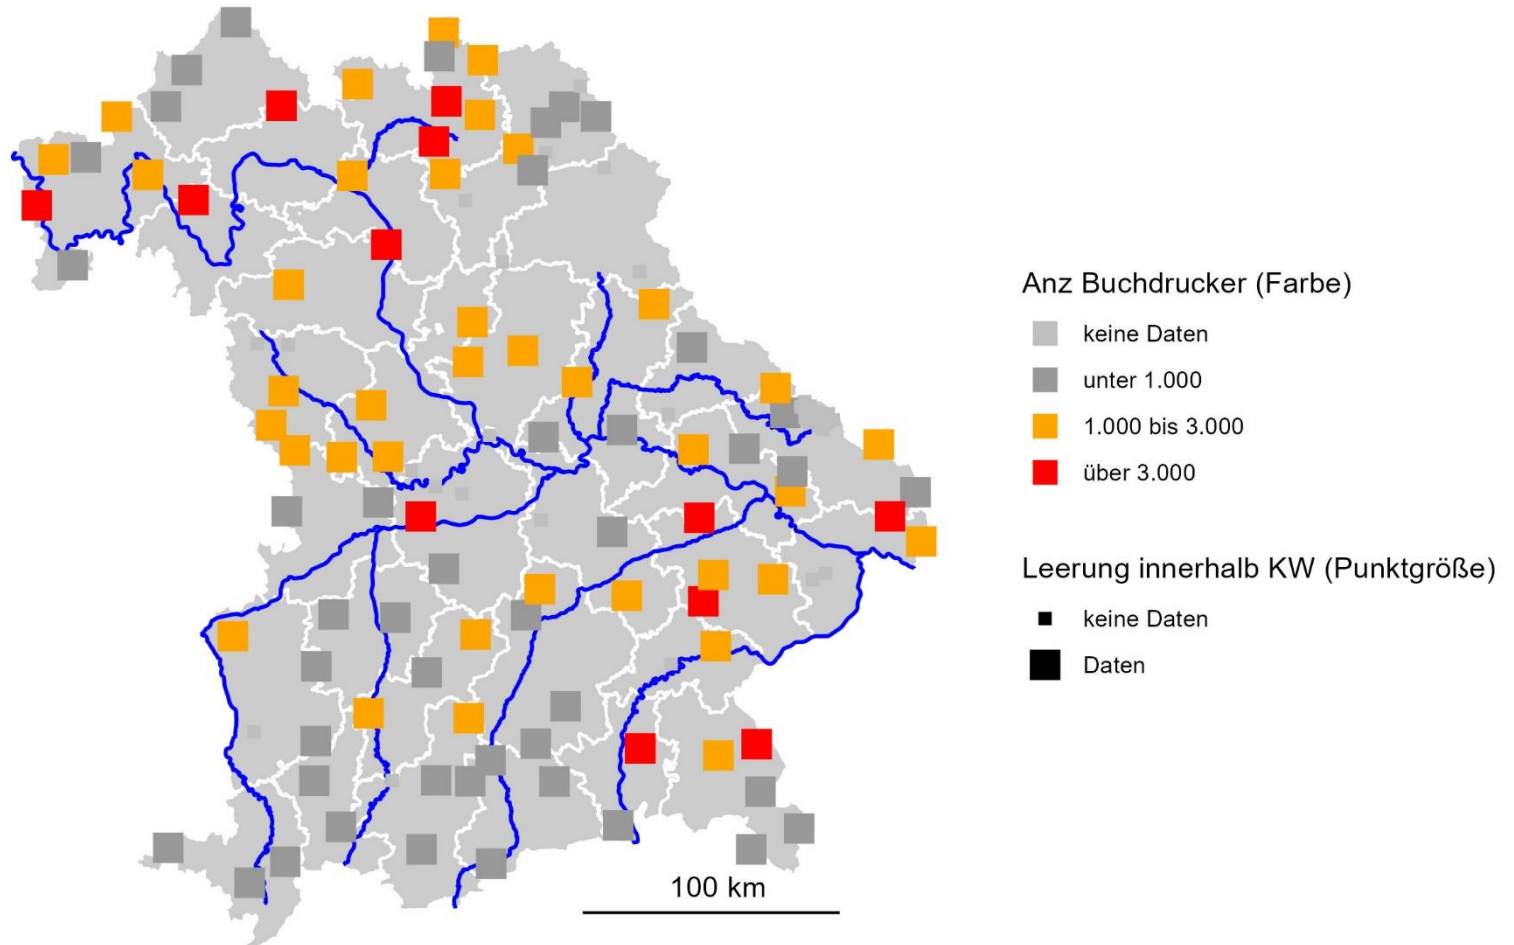 Anz Buchdrucker (Farbe)
keine Daten
unter 1.000
1.000 bis 3.000
über 3.000
Leerung innerhalb KW (Punktgröße)
keine Daten
Daten
100 km